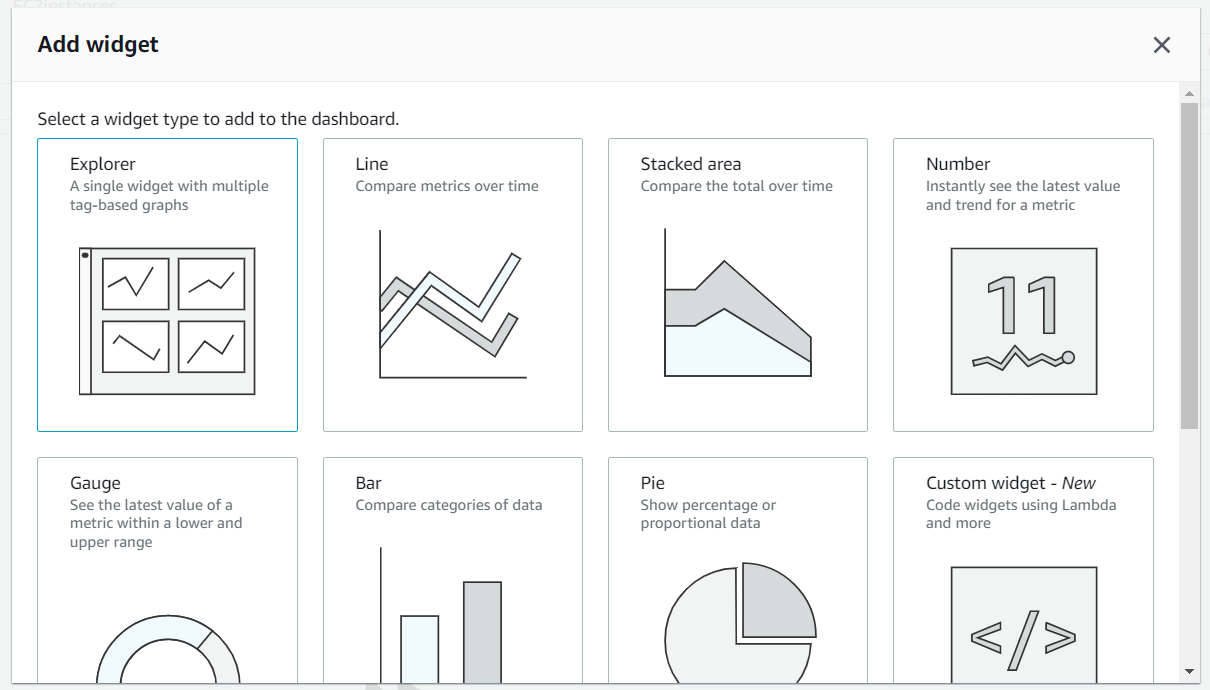 EC2instances
Add widget
Select a widget type to add to the dashboard.
Explorer
A single widget with multiple
tag-based graphs
Line
Compare metrics over time
Stacked area
Compare the total over time
Number
Instantly see the latest value
and trend for a metric
11
Gauge
See the latest value of a
metric within a lower and
upper range
Bar
Compare categories of data
Pie
Show percentage or
proportional data
Custom widget - New
Code widgets using Lambda
and more
</>